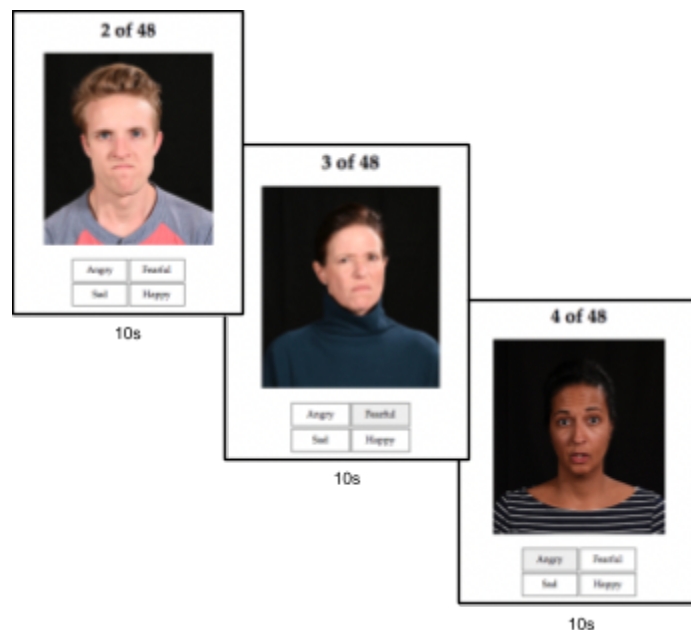 2 of 48
Angry Fearful
Sad Happy
10s
3 of 48
Angry Fearful
Sad Happy
10s
4 of 48
Angry Fearful
Sad Happy
10s